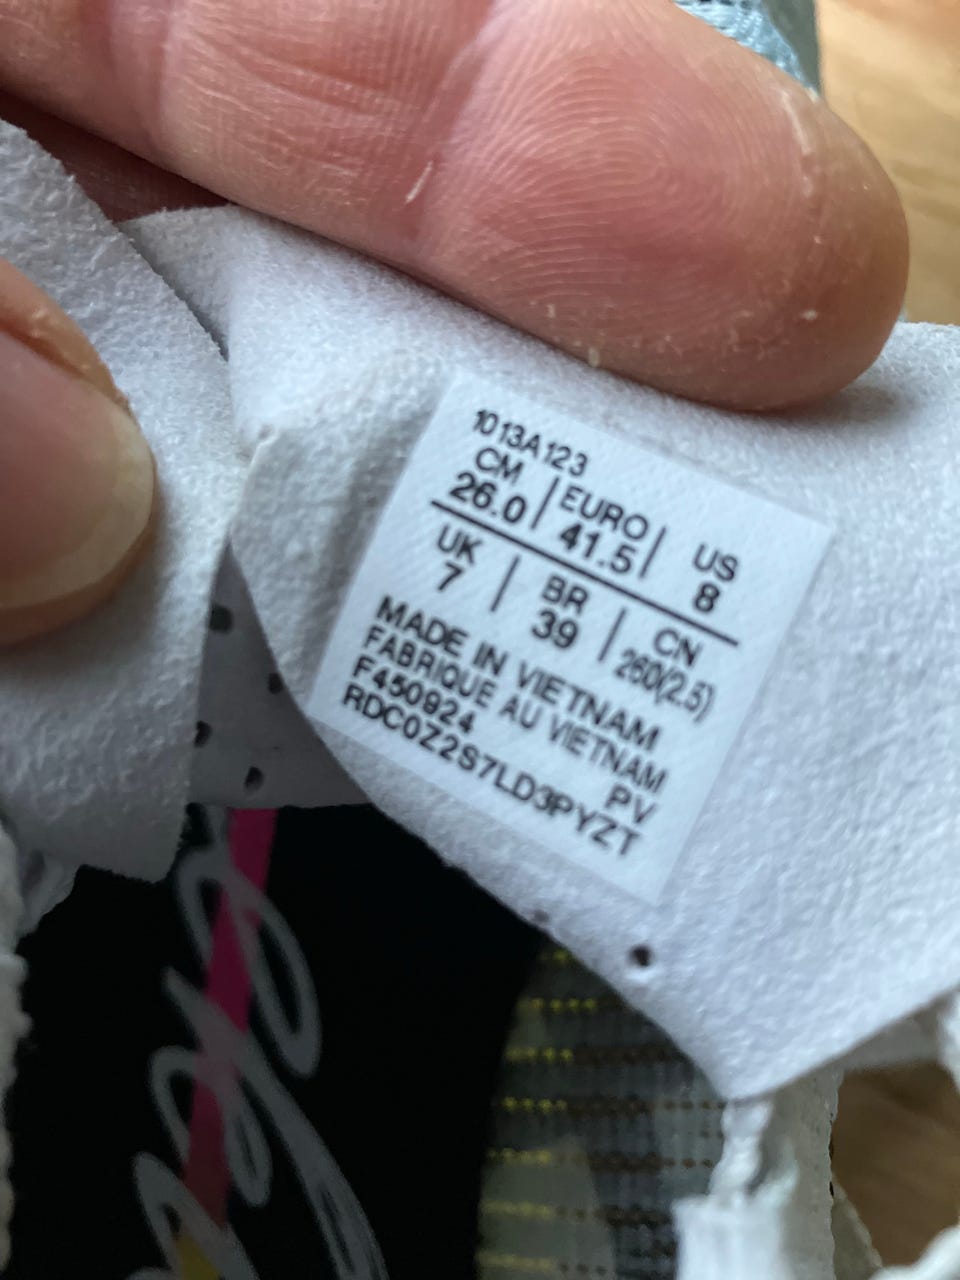 1013A123
CM | EURO | US
26.0 41.5 8
UK | BR | CN
7 39 260(2.5)
MADE IN VIETNAM
FABRIQUE AU VIETNAM
F450924 PV
RDC0Z2S7LD3PYZT